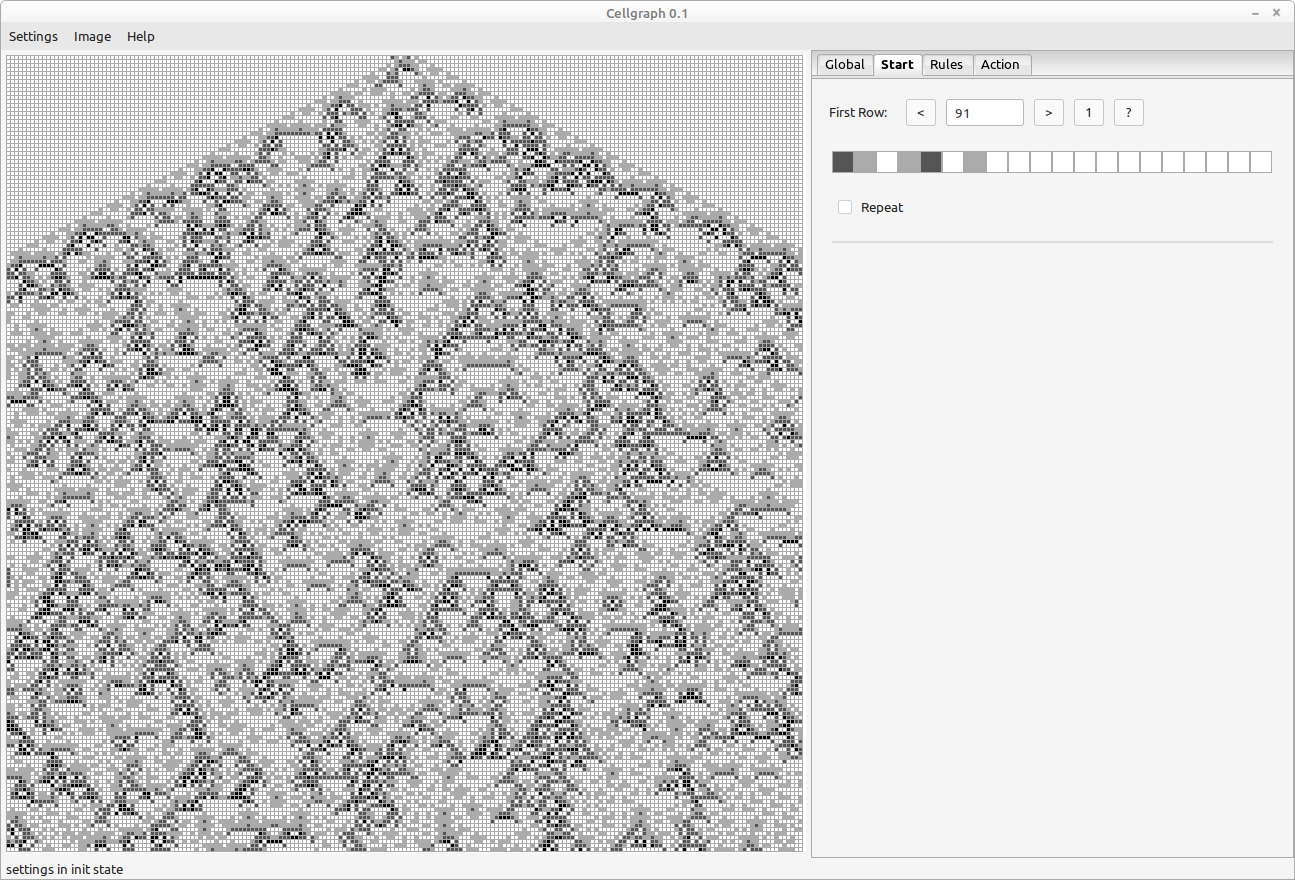 Cellgraph 0.1
Settings Image Help
Global Start Rules Action
First Row: < 91 > 1 ?
Repeat
settings in init state